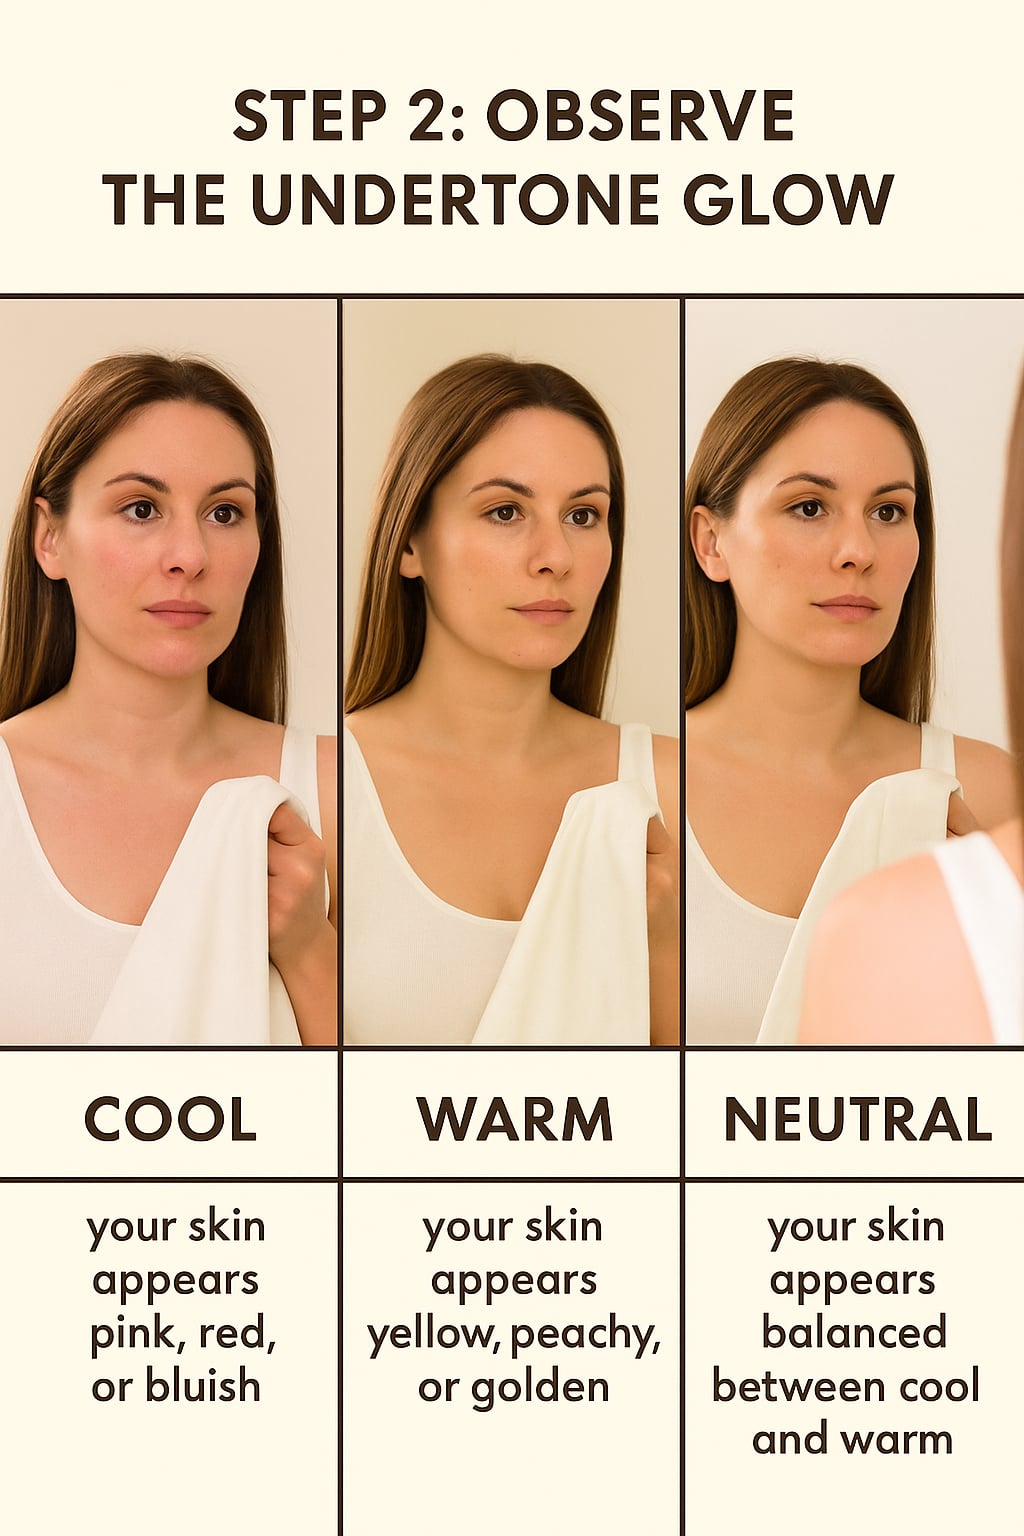 STEP 2: OBSERVE
THE UNDERTONE GLOW
COOL
WARM
NEUTRAL
your skin
appears
pink, red,
or bluish
your skin
appears
yellow, peachy,
or golden
your skin
appears
balanced
between cool
and warm